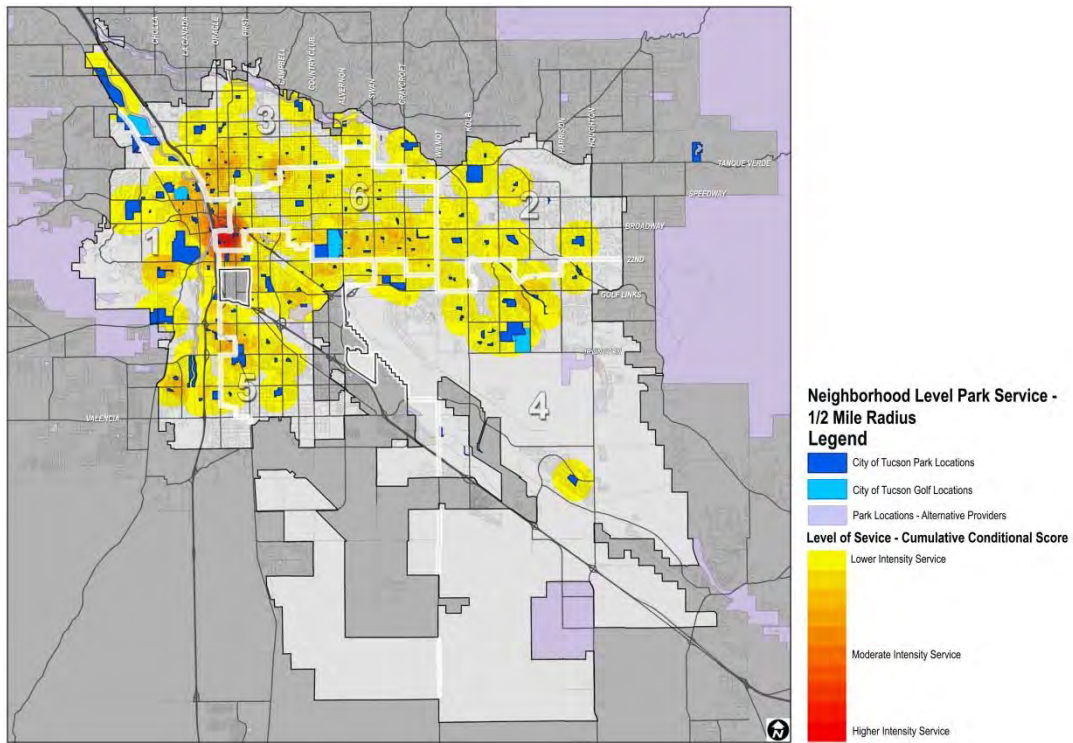 CHOLLA
LA CANADA
ORACLE
FIRST
CAMPBELL
COUNTRY CLUB
ALVERNON
SWAN
CRAYCROFT
WILMOT
KOLB
HARRISON
HOUGHTON
TANQUE VERDE
SPEEDWAY
BROADWAY
22ND
GOLF LINKS
VALENCIA
3
6
2
1
5
4
N
Neighborhood Level Park Service -
1/2 Mile Radius
Legend
City of Tucson Park Locations
City of Tucson Golf Locations
Park Locations - Alternative Providers
Level of Sevice - Cumulative Conditional Score
Lower Intensity Service
Moderate Intensity Service
Higher Intensity Service